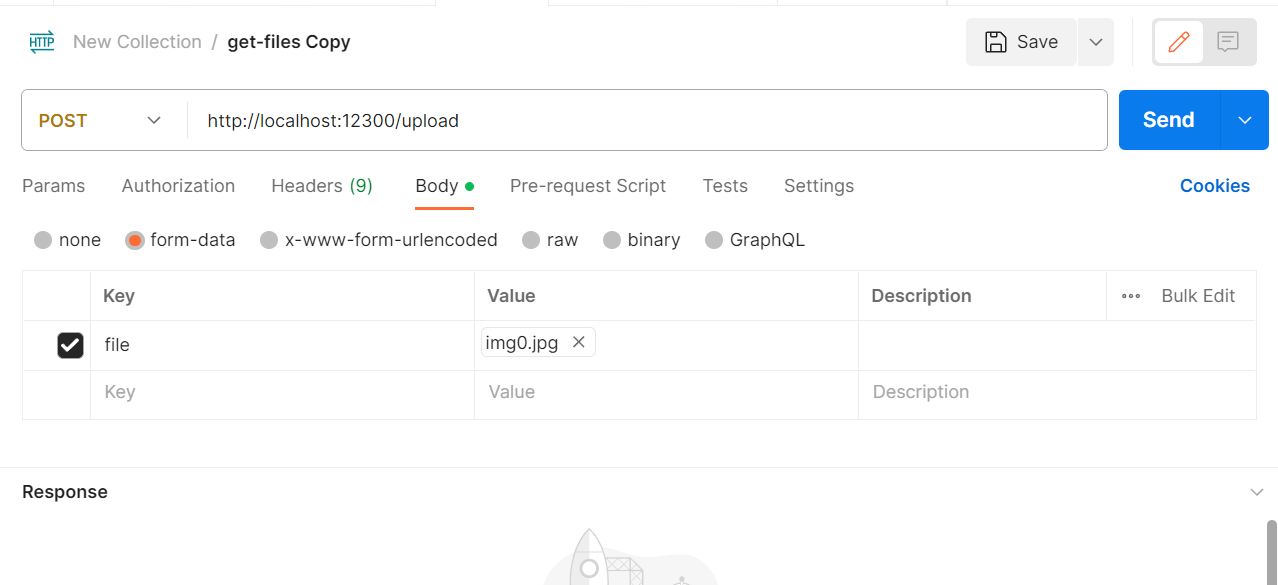 HTTP New Collection / get-files Copy Save
POST http://localhost:12300/upload Send
Params Authorization Headers (9) Body Pre-request Script Tests Settings Cookies
none form-data x-www-form-urlencoded raw binary GraphQL
Key Value Description Bulk Edit
file img0.jpg
Key Value Description
Response